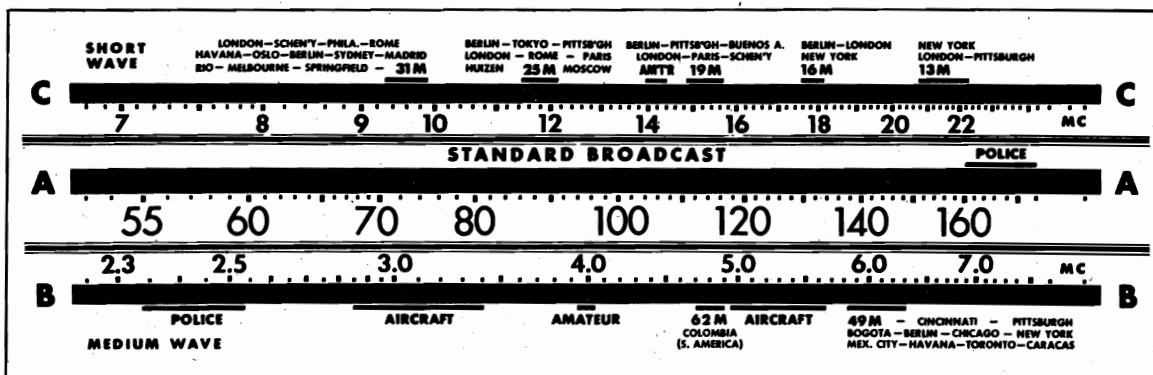 SHORT WAVE
LONDON–SCHEN'Y–PHILA.–ROME
HAVANA–OSLO–BERLIN–SYDNEY–MADRID
RIO – MELBOURNE – SPRINGFIELD – 31M
BERLIN–TOKYO–PITTSB'GH
LONDON – ROME – PARIS
HUIZEN 25M MOSCOW
BERLIN–PITTSB'GH–BUENOS A.
LONDON–PARIS–SCHEN'Y
AMT'R 19M
BERLIN–LONDON
NEW YORK
16M
NEW YORK
LONDON–PITTSBURGH
13M
C C
7 8 9 10 12 14 16 18 20 22 MC
STANDARD BROADCAST POLICE
A A
55 60 70 80 100 120 140 160
2.3 2.5 3.0 4.0 5.0 6.0 7.0 MC
B B
POLICE AIRCRAFT AMATEUR 62M AIRCRAFT 49M – CINCINNATI – PITTSBURGH
COLOMBIA
(S. AMERICA)
BOGOTA–BERLIN–CHICAGO–NEW YORK
MEX. CITY–HAVANA–TORONTO–CARACAS
MEDIUM WAVE